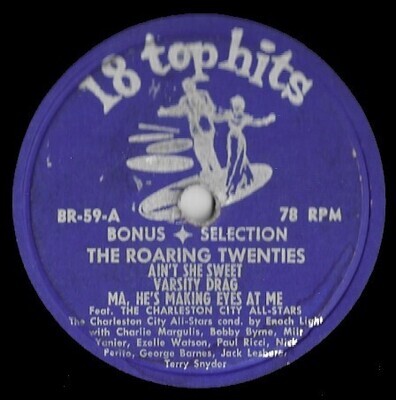 18 top hits
BR-59-A 78 RPM
BONUS ✦ SELECTION
THE ROARING TWENTIES
AIN'T SHE SWEET
VARSITY DRAG
MA, HE'S MAKING EYES AT ME
Feat. THE CHARLESTON CITY ALL-STARS
The Charleston City All-Stars cond. by Enoch Light
with Charlie Margulis, Bobby Byrne, Milt
Yanier, Ezelle Watson, Paul Ricci, Nick
Perito, George Barnes, Jack Lesberg,
Terry Snyder